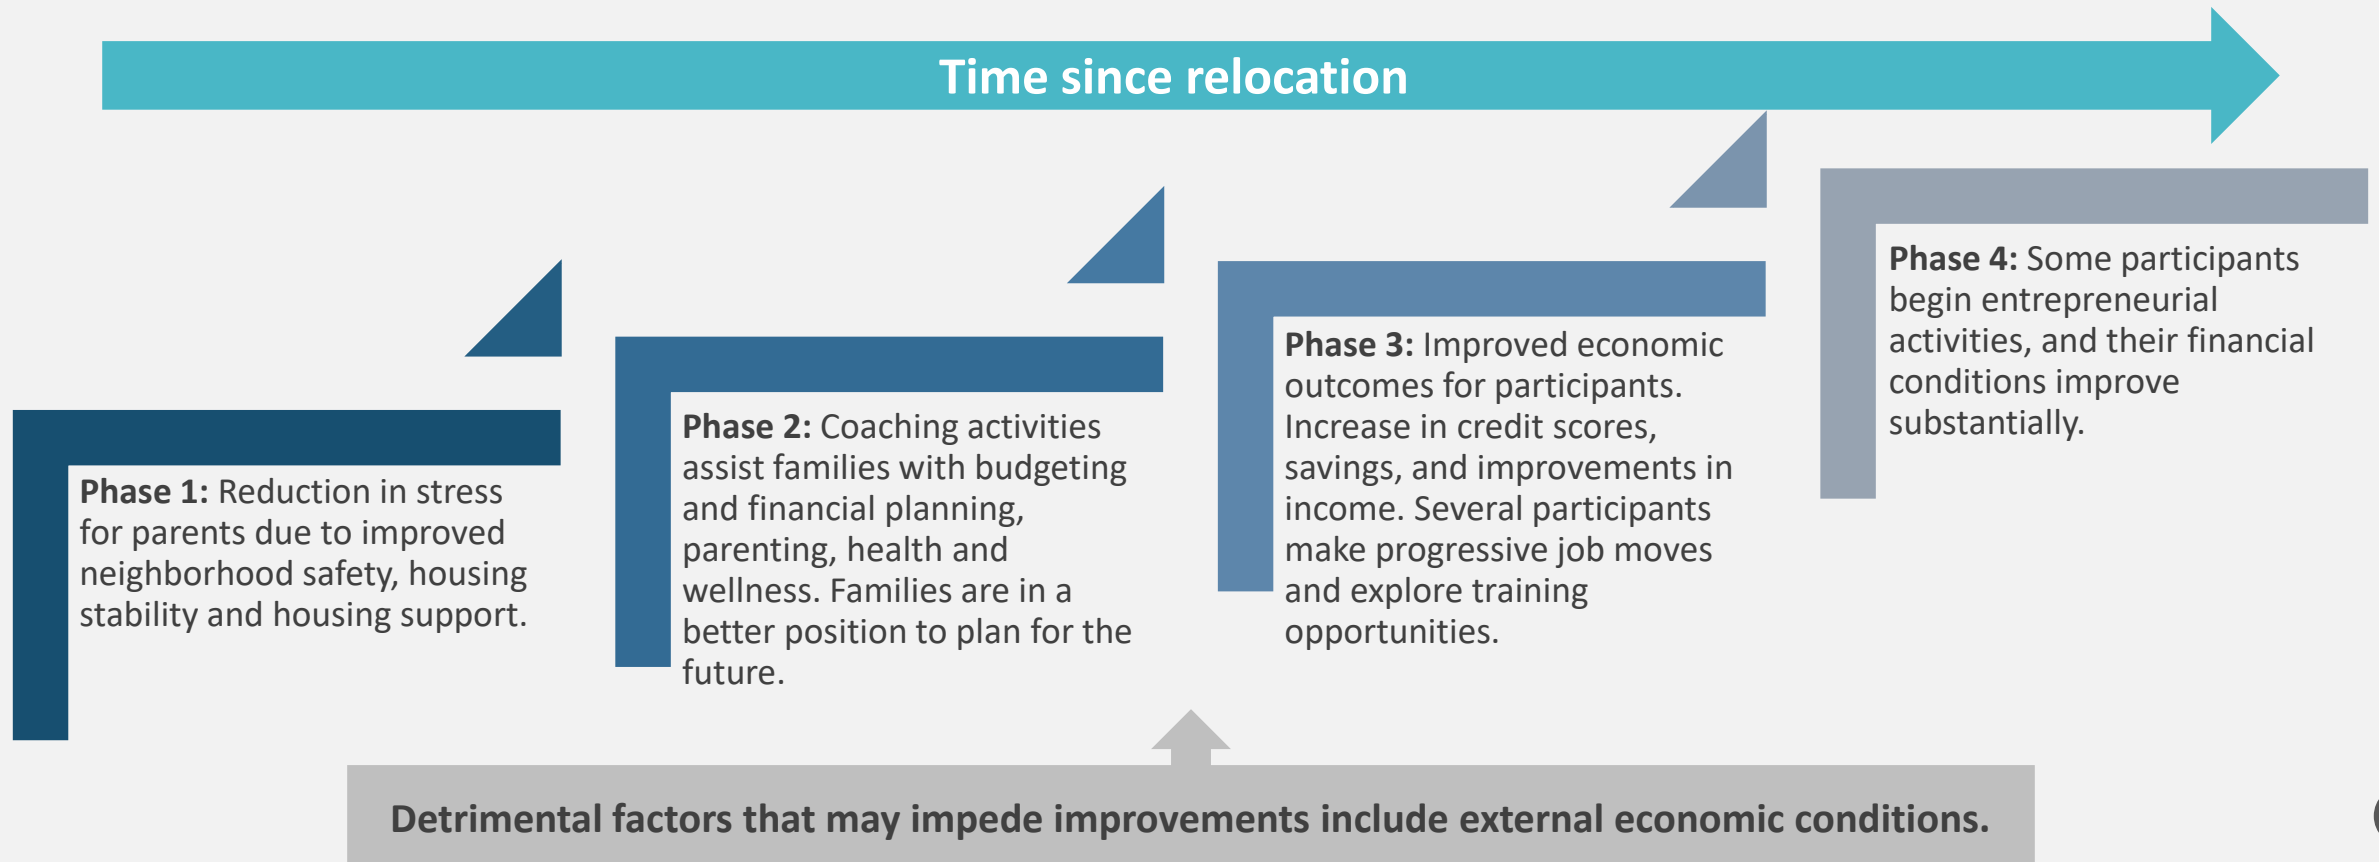 Time since relocation
Phase 1: Reduction in stress
for parents due to improved
neighborhood safety, housing
stability and housing support.
Phase 2: Coaching activities
assist families with budgeting
and financial planning,
parenting, health and
wellness. Families are in a
better position to plan for the
future.
Phase 3: Improved economic
outcomes for participants.
Increase in credit scores,
savings, and improvements in
income. Several participants
make progressive job moves
and explore training
opportunities.
Phase 4: Some participants
begin entrepreneurial
activities, and their financial
conditions improve
substantially.
Detrimental factors that may impede improvements include external economic conditions.